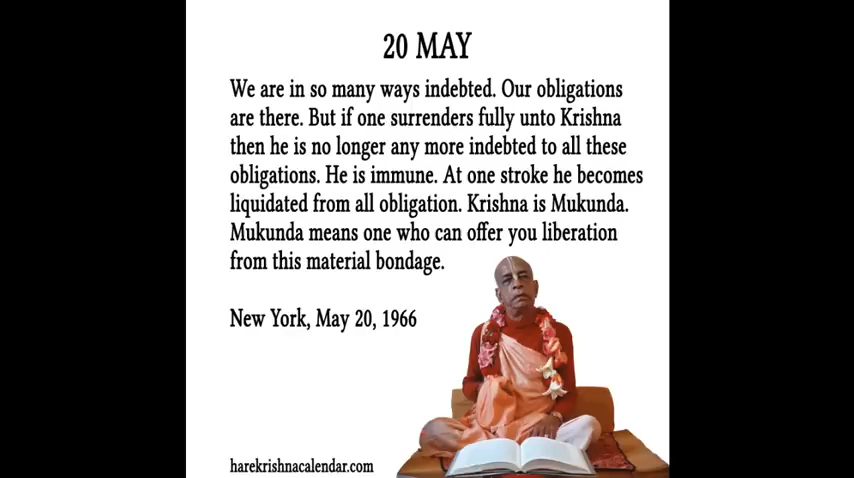 20 MAY
We are in so many ways indebted. Our obligations
are there. But if one surrenders fully unto Krishna
then he is no longer any more indebted to all these
obligations. He is immune. At one stroke he becomes
liquidated from all obligation. Krishna is Mukunda.
Mukunda means one who can offer you liberation
from this material bondage.
New York, May 20, 1966
harekrishnacalendar.com